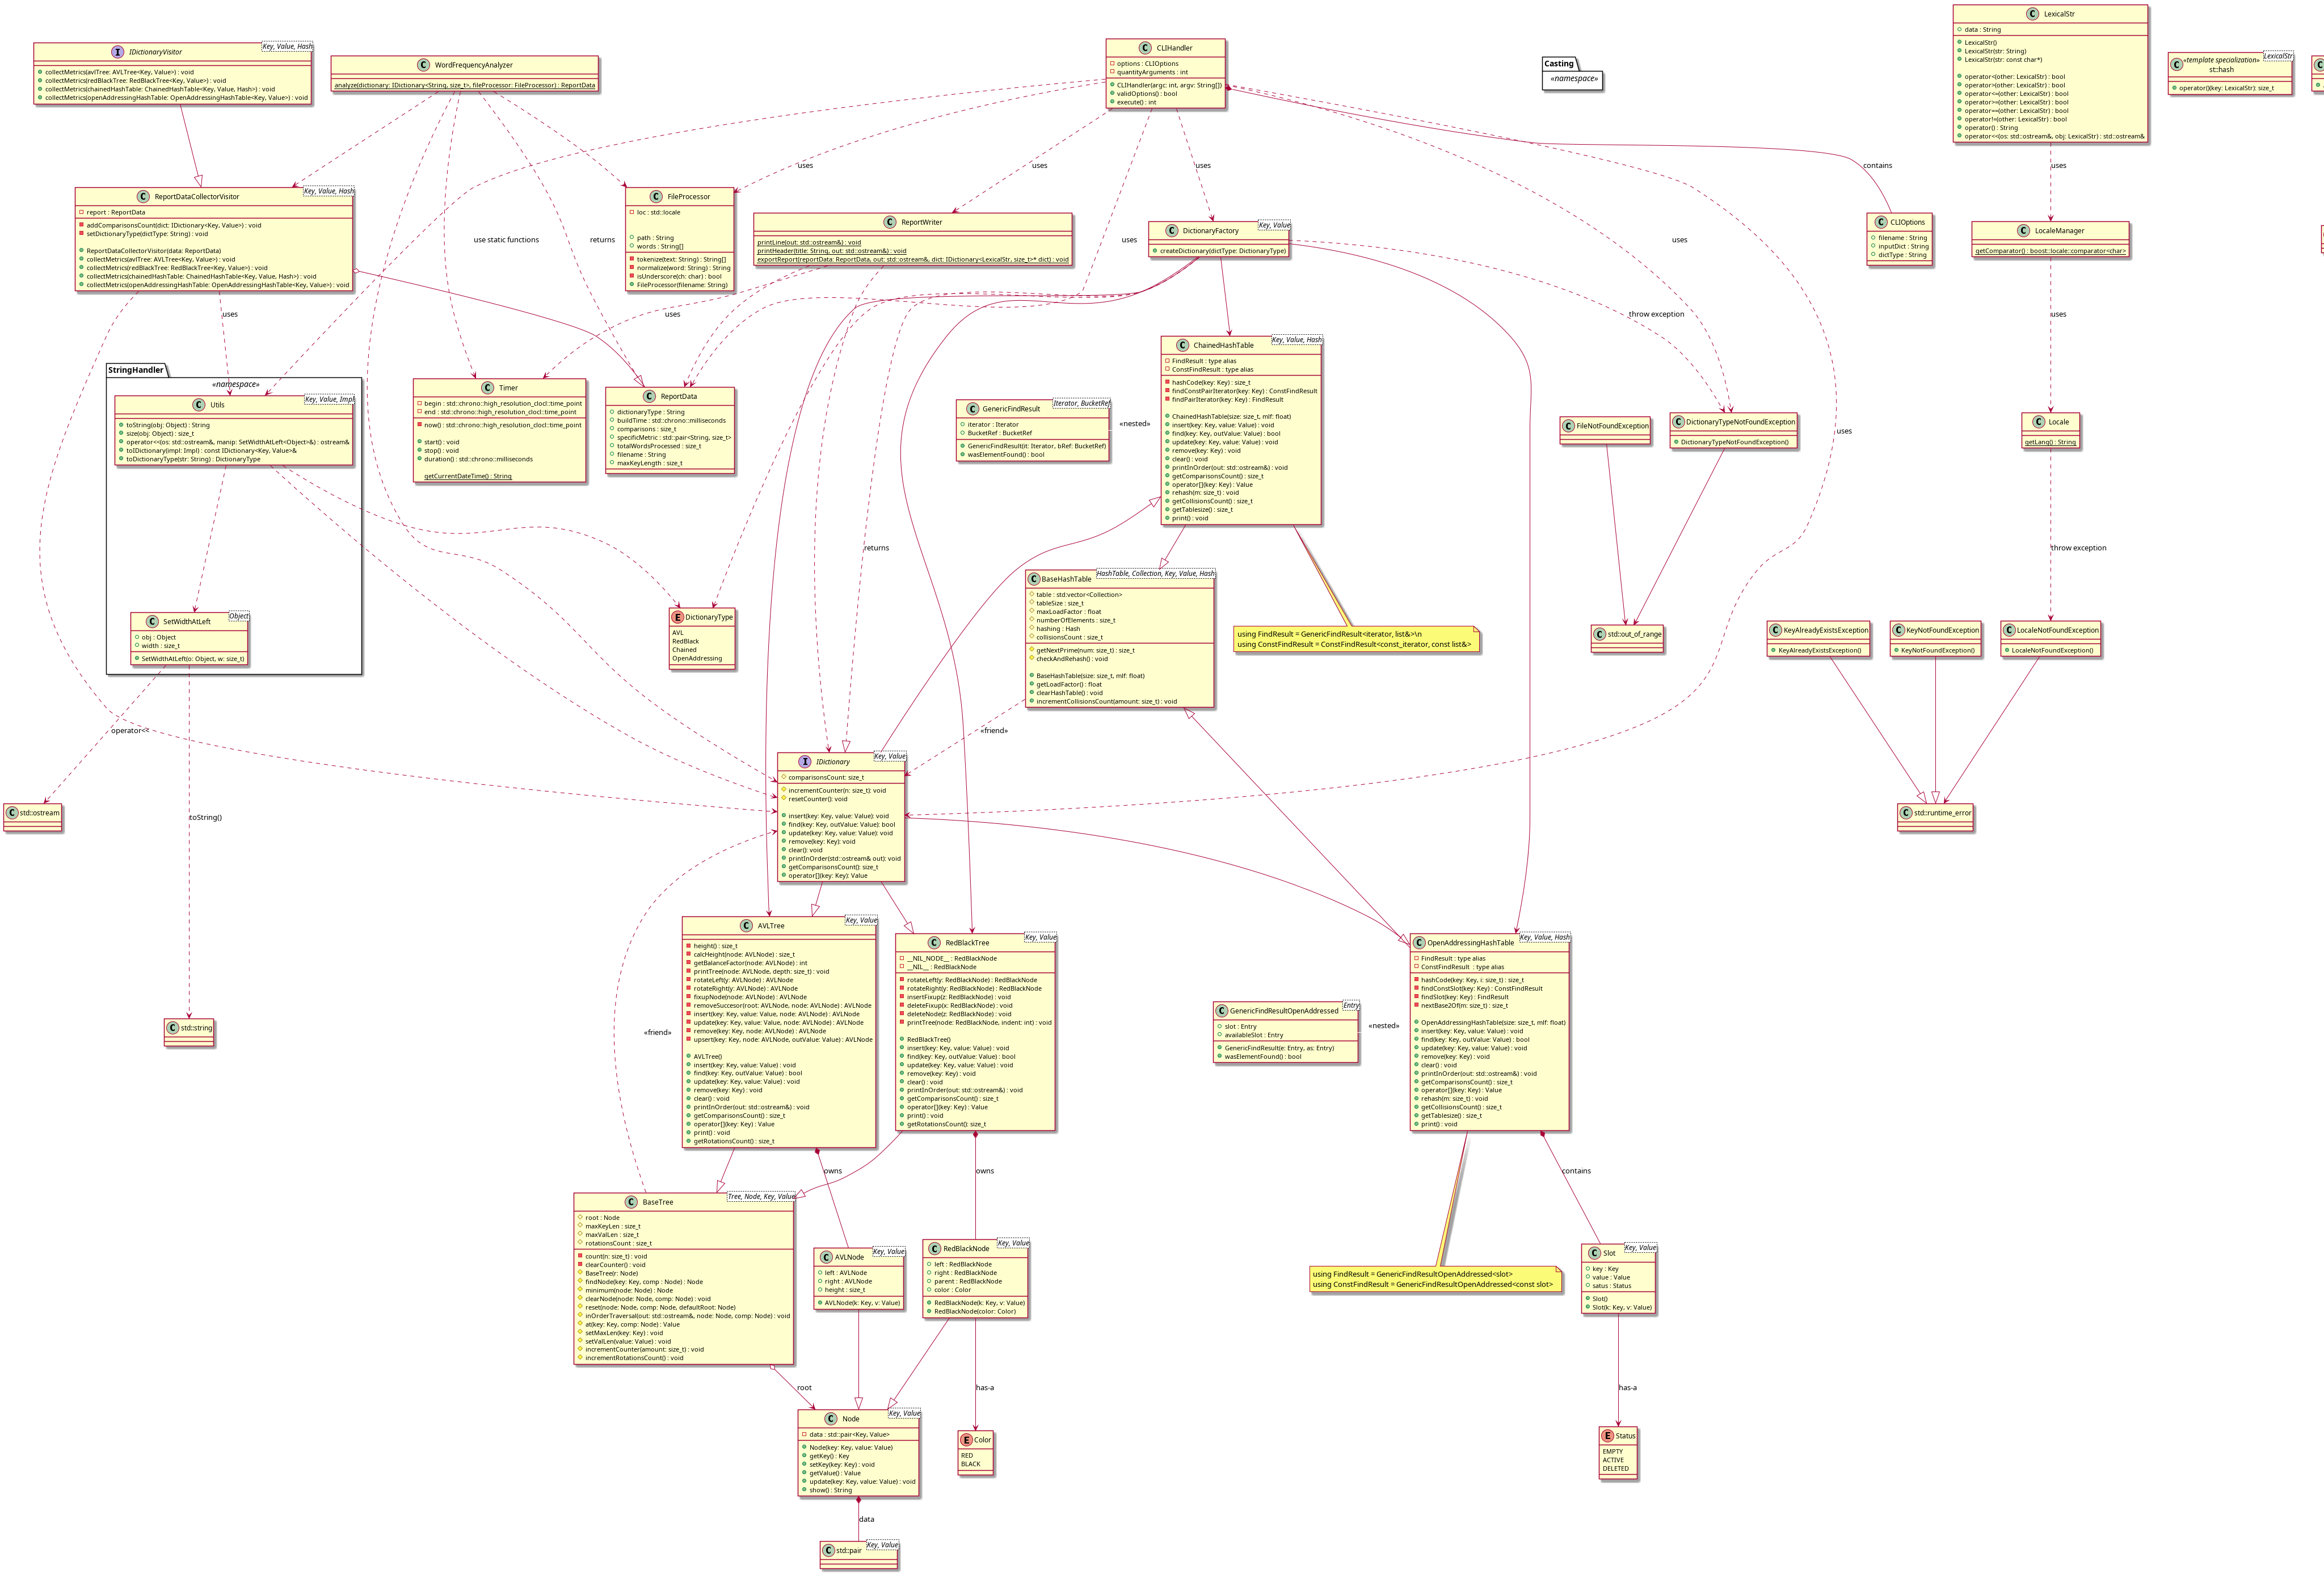 IDictionaryVisitor
Key, Value, Hash
collectMetrics(avlTree: AVLTree<Key, Value>) : void
collectMetrics(redBlackTree: RedBlackTree<Key, Value>) : void
collectMetrics(chainedHashTable: ChainedHashTable<Key, Value, Hash>) : void
collectMetrics(openAddressingHashTable: OpenAddressingHashTable<Key, Value>) : void
WordFrequencyAnalyzer
analyze(dictionary: IDictionary<String, size_t>, fileProcessor: FileProcessor) : ReportData
CLIHandler
options : CLIOptions
quantityArguments : int
CLIHandler(argc: int, argv: String[])
validOptions() : bool
execute() : int
Casting
«namespace»
LexicalStr
data : String
LexicalStr()
LexicalStr(str: String)
LexicalStr(str: const char*)
operator<(other: LexicalStr) : bool
operator>(other: LexicalStr) : bool
operator<=(other: LexicalStr) : bool
operator>=(other: LexicalStr) : bool
operator==(other: LexicalStr) : bool
operator!=(other: LexicalStr) : bool
operator() : String
operator<<(os: std::ostream&, obj: LexicalStr) : std::ostream&
«template specialization»
st::hash
LexicalStr
operator()(key: LexicalStr): size_t
uses
uses
uses
contains
uses
ReportDataCollectorVisitor
Key, Value, Hash
report : ReportData
addComparisonsCount(dict: IDictionary<Key, Value>) : void
setDictionaryType(dictType: String) : void
ReportDataCollectorVisitor(data: ReportData)
collectMetrics(avlTree: AVLTree<Key, Value>) : void
collectMetrics(redBlackTree: RedBlackTree<Key, Value>) : void
collectMetrics(chainedHashTable: ChainedHashTable<Key, Value, Hash>) : void
collectMetrics(openAddressingHashTable: OpenAddressingHashTable<Key, Value>) : void
use static functions
returns
FileProcessor
loc : std::locale
path : String
words : String[]
tokenize(text: String) : String[]
normalize(word: String) : String
isUnderscore(ch: char) : bool
FileProcessor(filename: String)
ReportWriter
printLine(out: std::ostream&) : void
printHeader(title: String, out: std::ostream&) : void
exportReport(reportData: ReportData, out: std::ostream&, dict: IDictionary<LexicalStr, size_t>* dict) : void
uses
DictionaryFactory
Key, Value
createDictionary(dictType: DictionaryType)
uses
CLIOptions
filename : String
inputDict : String
dictType : String
LocaleManager
getComparator() : boost::locale::comparator<char>
uses
uses
throw exception
uses
StringHandler
«namespace»
Utils
Key, Value, Impl
toString(obj: Object) : String
size(obj: Object) : size_t
operator<<(os: std::ostream&, manip: SetWidthAtLeft<Object>&) : ostream&
toIDictionary(impl: Impl) : const IDictionary<Key, Value>&
toDictionaryType(str: String) : DictionaryType
Timer
begin : std::chrono::high_resolution_clocl::time_point
end : std::chrono::high_resolution_clocl::time_point
now() : std::chrono::high_resolution_clocl::time_point
start() : void
stop() : void
duration() : std::chrono::milliseconds
getCurrentDateTime() : String
ReportData
dictionaryType : String
buildTime : std::chrono::milliseconds
comparisons : size_t
specificMetric : std::pair<String, size_t>
totalWordsProcessed : size_t
filename : String
maxKeyLength : size_t
GenericFindResult
Iterator, BucketRef
iterator : Iterator
BucketRef : BucketRef
GenericFindResult(it: Iterator, bRef: BucketRef)
wasElementFound() : bool
«nested»
ChainedHashTable
Key, Value, Hash
FindResult : type alias
ConstFindResult : type alias
hashCode(key: Key) : size_t
findConstPairIterator(key: Key) : ConstFindResult
findPairIterator(key: Key) : FindResult
ChainedHashTable(size: size_t, mlf: float)
insert(key: Key, value: Value) : void
find(key: Key, outValue: Value) : bool
update(key: Key, value: Value) : void
remove(key: Key) : void
clear() : void
printInOrder(out: std::ostream&) : void
getComparisonsCount() : size_t
operator[](key: Key) : Value
rehash(m: size_t) : void
getCollisionsCount() : size_t
getTablesize() : size_t
print() : void
FileNotFoundException
DictionaryTypeNotFoundException
DictionaryTypeNotFoundException()
uses
Locale
getLang() : String
returns
throw exception
SetWidthAtLeft
Object
obj : Object
width : size_t
SetWidthAtLeft(o: Object, w: size_t)
DictionaryType
AVL
RedBlack
Chained
OpenAddressing
BaseHashTable
HashTable, Collection, Key, Value, Hash
table : std::vector<Collection>
tableSize : size_t
maxLoadFactor : float
numberOfElements : size_t
hashing : Hash
collisionsCount : size_t
getNextPrime(num: size_t) : size_t
checkAndRehash() : void
BaseHashTable(size: size_t, mlf: float)
getLoadFactor() : float
clearHashTable() : void
incrementCollisionsCount(amount: size_t) : void
using FindResult = GenericFindResult<iterator, list&>\n
using ConstFindResult = ConstFindResult<const_iterator, const list&>
std::out_of_range
KeyAlreadyExistsException
KeyAlreadyExistsException()
KeyNotFoundException
KeyNotFoundException()
LocaleNotFoundException
LocaleNotFoundException()
operator<<
«friend»
IDictionary
Key, Value
comparisonsCount: size_t
incrementCounter(n: size_t): void
resetCounter(): void
insert(key: Key, value: Value): void
find(key: Key, outValue: Value): bool
update(key: Key, value: Value): void
remove(key: Key): void
clear(): void
printInOrder(std::ostream& out): void
getComparisonsCount(): size_t
operator[](key: Key): Value
std::ostream
toString()
std::runtime_error
AVLTree
Key, Value
height() : size_t
calcHeight(node: AVLNode) : size_t
getBalanceFactor(node: AVLNode) : int
printTree(node: AVLNode, depth: size_t) : void
rotateLeft(y: AVLNode) : AVLNode
rotateRight(y: AVLNode) : AVLNode
fixupNode(node: AVLNode) : AVLNode
removeSuccesor(root: AVLNode, node: AVLNode) : AVLNode
insert(key: Key, value: Value, node: AVLNode) : AVLNode
update(key: Key, value: Value, node: AVLNode) : AVLNode
remove(key: Key, node: AVLNode) : AVLNode
upsert(key: Key, node: AVLNode, outValue: Value) : AVLNode
AVLTree()
insert(key: Key, value: Value) : void
find(key: Key, outValue: Value) : bool
update(key: Key, value: Value) : void
remove(key: Key) : void
clear() : void
printInOrder(out: std::ostream&) : void
getComparisonsCount() : size_t
operator[](key: Key) : Value
print() : void
getRotationsCount() : size_t
RedBlackTree
Key, Value
__NIL_NODE__ : RedBlackNode
__NIL__ : RedBlackNode
rotateLeft(y: RedBlackNode) : RedBlackNode
rotateRight(y: RedBlackNode) : RedBlackNode
insertFixup(z: RedBlackNode) : void
deleteFixup(x: RedBlackNode) : void
deleteNode(z: RedBlackNode) : void
printTree(node: RedBlackNode, indent: int) : void
RedBlackTree()
insert(key: Key, value: Value) : void
find(key: Key, outValue: Value) : bool
update(key: Key, value: Value) : void
remove(key: Key) : void
clear() : void
printInOrder(out: std::ostream&) : void
getComparisonsCount() : size_t
operator[](key: Key) : Value
print() : void
getRotationsCount(): size_t
GenericFindResultOpenAddressed
Entry
slot : Entry
availableSlot : Entry
GenericFindResult(e: Entry, as: Entry)
wasElementFound() : bool
«nested»
OpenAddressingHashTable
Key, Value, Hash
FindResult : type alias
ConstFindResult : type alias
hashCode(key: Key, i: size_t) : size_t
findConstSlot(key: Key) : ConstFindResult
findSlot(key: Key) : FindResult
nextBase2Of(m: size_t) : size_t
OpenAddressingHashTable(size: size_t, mlf: float)
insert(key: Key, value: Value) : void
find(key: Key, outValue: Value) : bool
update(key: Key, value: Value) : void
remove(key: Key) : void
clear() : void
printInOrder(out: std::ostream&) : void
getComparisonsCount() : size_t
operator[](key: Key) : Value
rehash(m: size_t) : void
getCollisionsCount() : size_t
getTablesize() : size_t
print() : void
std::string
«friend»
owns
owns
contains
BaseTree
Tree, Node, Key, Value
root : Node
maxKeyLen : size_t
maxValLen : size_t
rotationsCount : size_t
count(n: size_t) : void
clearCounter() : void
BaseTree(r: Node)
findNode(key: Key, comp : Node) : Node
minimum(node: Node) : Node
clearNode(node: Node, comp: Node) : void
reset(node: Node, comp: Node, defaultRoot: Node)
inOrderTraversal(out: std::ostream&, node: Node, comp: Node) : void
at(key: Key, comp: Node) : Value
setMaxLen(key: Key) : void
setValLen(value: Value) : void
incrementCounter(amount: size_t) : void
incrementRotationsCount() : void
AVLNode
Key, Value
left : AVLNode
right : AVLNode
height : size_t
AVLNode(k: Key, v: Value)
RedBlackNode
Key, Value
left : RedBlackNode
right : RedBlackNode
parent : RedBlackNode
color : Color
RedBlackNode(k: Key, v: Value)
RedBlackNode(color: Color)
using FindResult = GenericFindResultOpenAddressed<slot>
using ConstFindResult = GenericFindResultOpenAddressed<const slot>
Slot
Key, Value
key : Key
value : Value
satus : Status
Slot()
Slot(k: Key, v: Value)
root
has-a
has-a
Node
Key, Value
data : std::pair<Key, Value>
Node(key: Key, value: Value)
getKey() : Key
setKey(key: Key) : void
getValue() : Value
update(key: Key, value: Value) : void
show() : String
Color
RED
BLACK
Status
EMPTY
ACTIVE
DELETED
data
std::pair
Key, Value